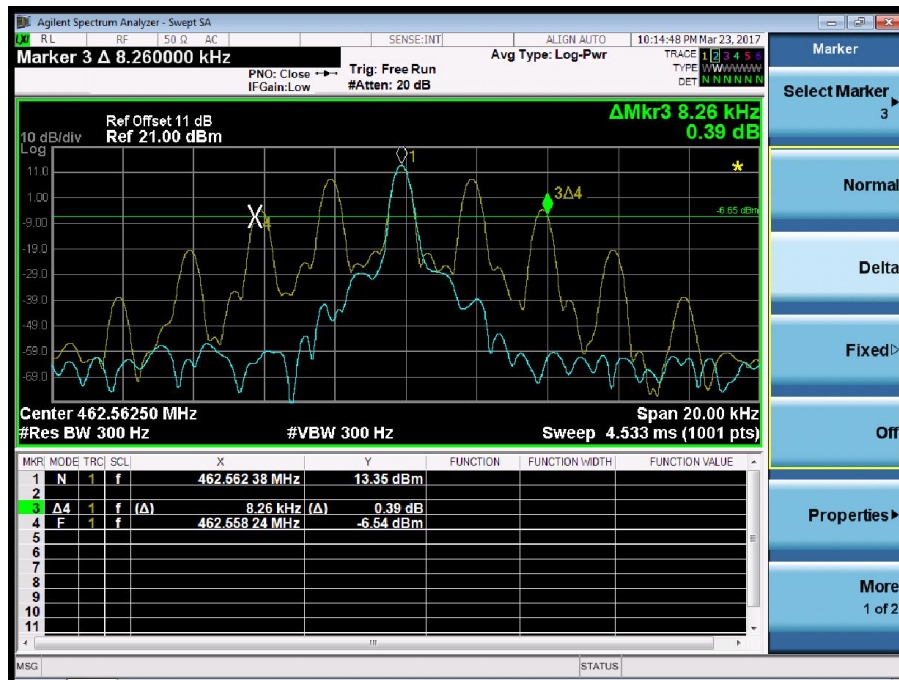 Agilent Spectrum Analyzer - Swept SA
RL RF 50 Ω AC SENSE:INT ALIGN AUTO 10:14:48 PM Mar 23, 2017
Marker 3 Δ 8.260000 kHz
PNO: Close
IFGain:Low
Trig: Free Run
#Atten: 20 dB
Avg Type: Log-Pwr
TRACE 1 2 3 4 5 6
TYPE W W W W W W
DET N N N N N N
ΔMkr3 8.26 kHz
0.39 dB
Ref Offset 11 dB
10 dB/div Ref 21.00 dBm
Log
1
11.0
3Δ4
1.00
-6.65 dBm
4
-9.00
-19.0
-29.0
-39.0
-49.0
-59.0
-69.0
Center 462.56250 MHz Span 20.00 kHz
#Res BW 300 Hz #VBW 300 Hz Sweep 4.533 ms (1001 pts)
MKR MODE TRC SCL X Y FUNCTION FUNCTION WIDTH FUNCTION VALUE
1 N 1 f 462.562 38 MHz 13.35 dBm
2
3 Δ4 1 f (Δ) 8.26 kHz (Δ) 0.39 dB
4 F 1 f 462.558 24 MHz -6.54 dBm
5
6
7
8
9
10
11
MSG STATUS
Marker
Select Marker
3
Normal
Delta
Fixed
Off
Properties
More
1 of 2